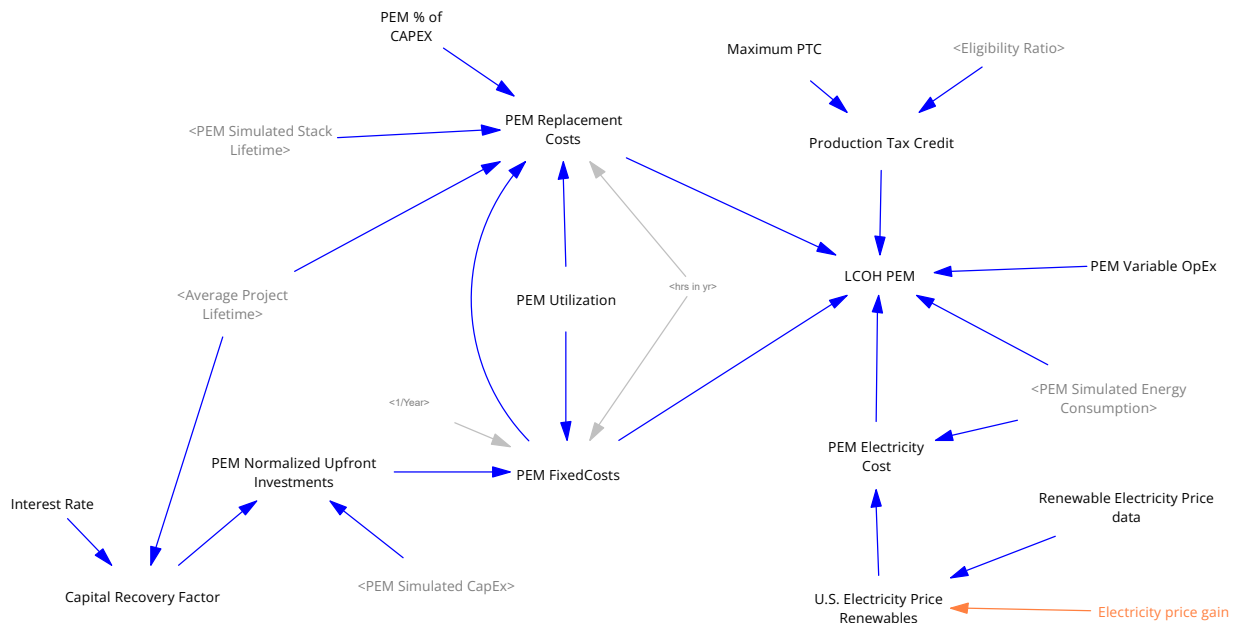 PEM % of
CAPEX
Maximum PTC
<Eligibility Ratio>
<PEM Simulated Stack
Lifetime>
PEM Replacement
Costs
Production Tax Credit
<Average Project
Lifetime>
PEM Utilization
<hrs in yr>
LCOH PEM
PEM Variable OpEx
<1/Year>
<PEM Simulated Energy
Consumption>
PEM Normalized Upfront
Investments
PEM FixedCosts
PEM Electricity
Cost
Interest Rate
Renewable Electricity Price
data
Capital Recovery Factor
<PEM Simulated CapEx>
U.S. Electricity Price
Renewables
Electricity price gain